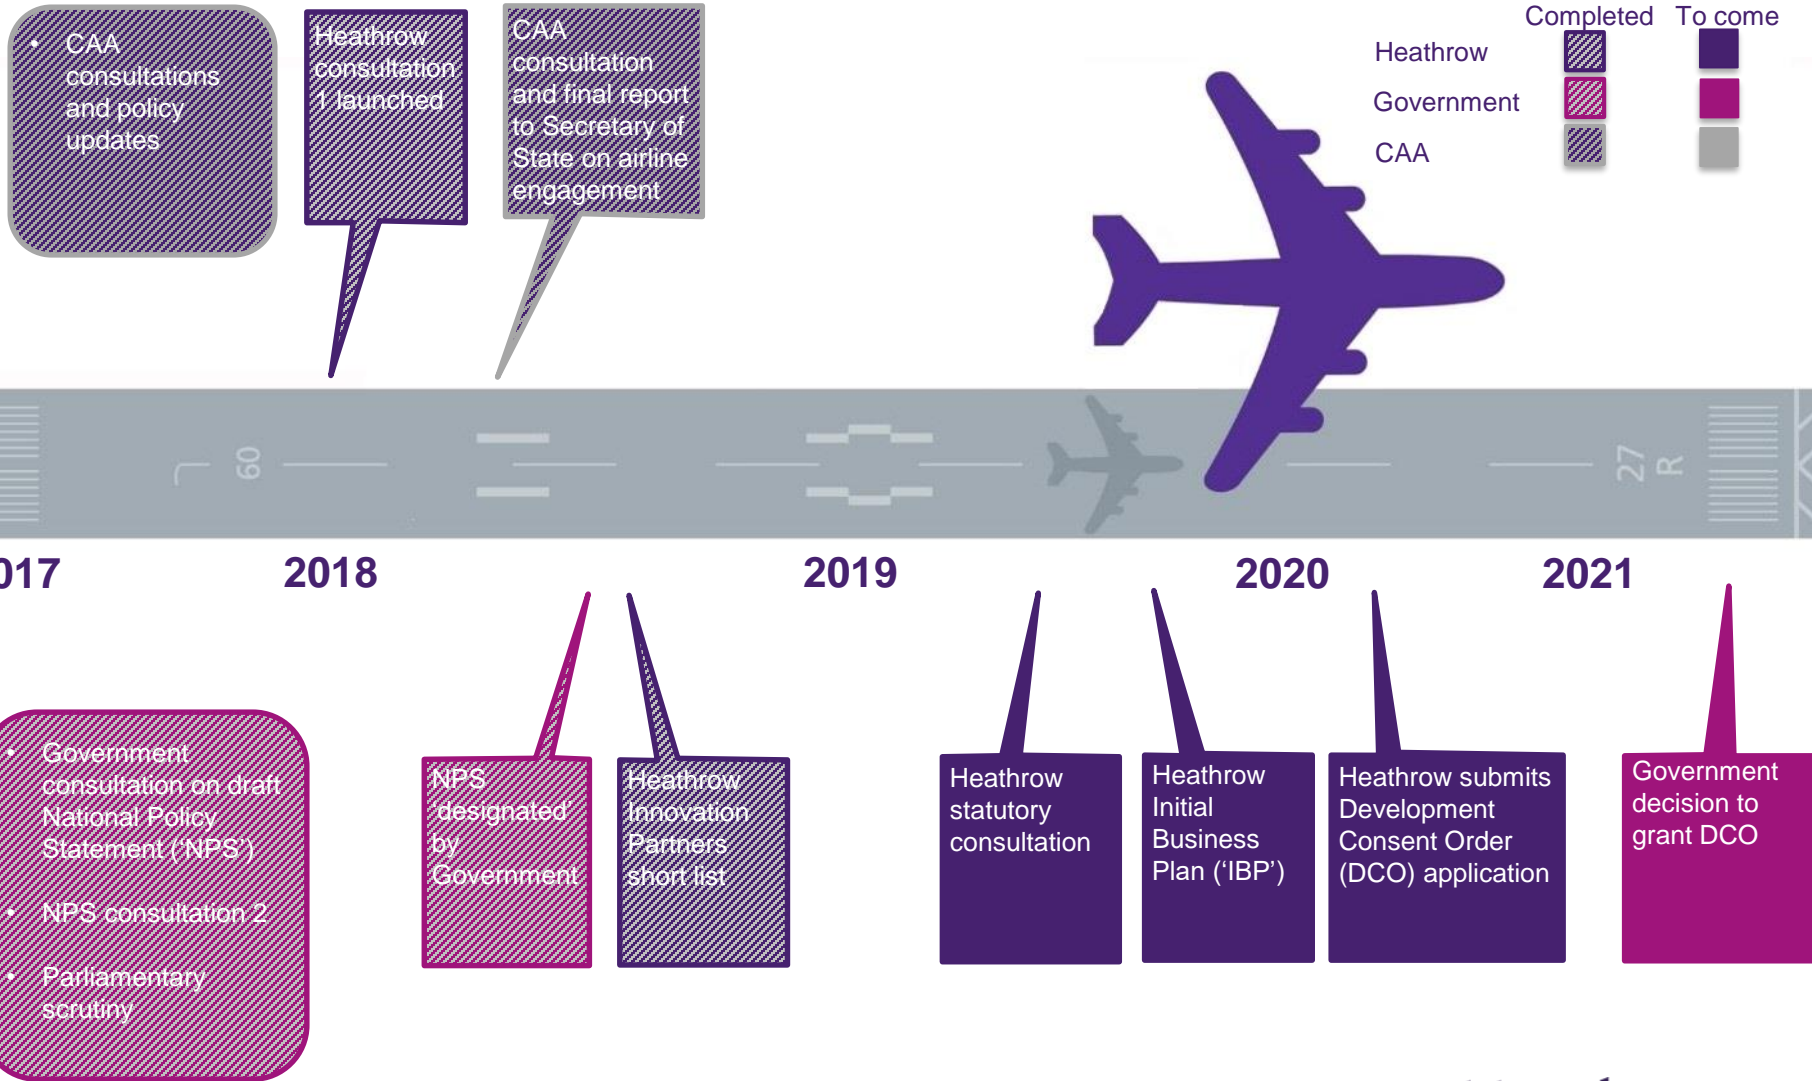 • CAA
consultations
and policy
updates
Heathrow
consultation
1 launched
CAA
consultation
and final report
to Secretary of
State on airline
engagement
Completed To come
Heathrow
Government
CAA
L
09
27
R
017
2018
2019
2020
2021
• Government
consultation on draft
National Policy
Statement (‘NPS’)
• NPS consultation 2
• Parliamentary
scrutiny
NPS
‘designated’
by
Government
Heathrow
Innovation
Partners
short list
Heathrow
statutory
consultation
Heathrow
Initial
Business
Plan (‘IBP’)
Heathrow submits
Development
Consent Order
(DCO) application
Government
decision to
grant DCO